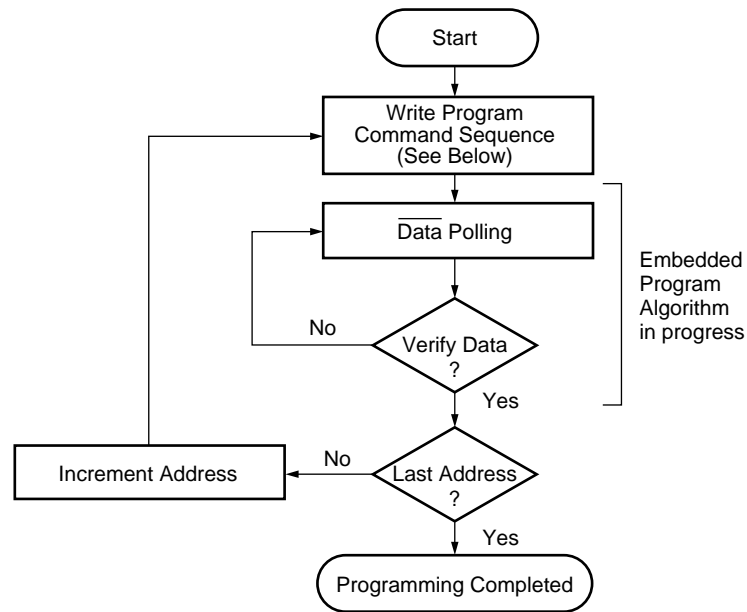 Start
Write Program
Command Sequence
(See Below)
Data Polling
Embedded
Program
Algorithm
in progress
No
Verify Data
?
Yes
Increment Address
No
Last Address
?
Yes
Programming Completed